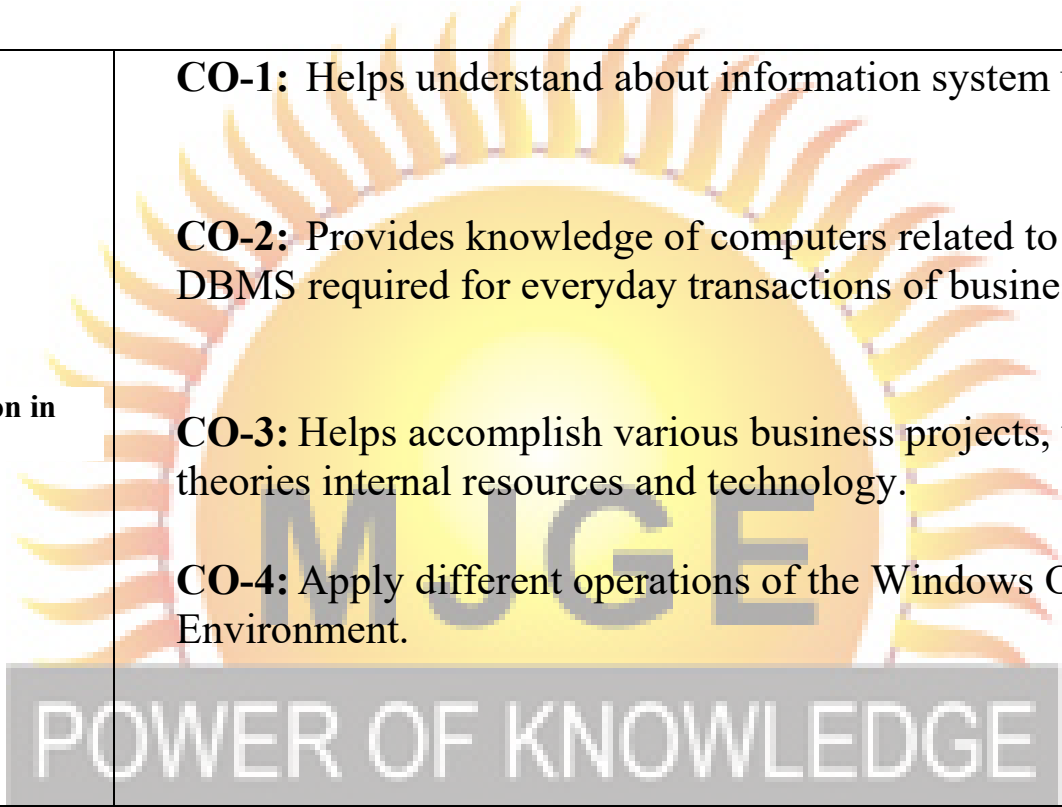 CO-1: Helps understand about information system
CO-2: Provides knowledge of computers related to
DBMS required for everyday transactions of busine
on in
CO-3: Helps accomplish various business projects,
theories internal resources and technology.
MJGE
CO-4: Apply different operations of the Windows
Environment.
POWER OF KNOWLEDGE